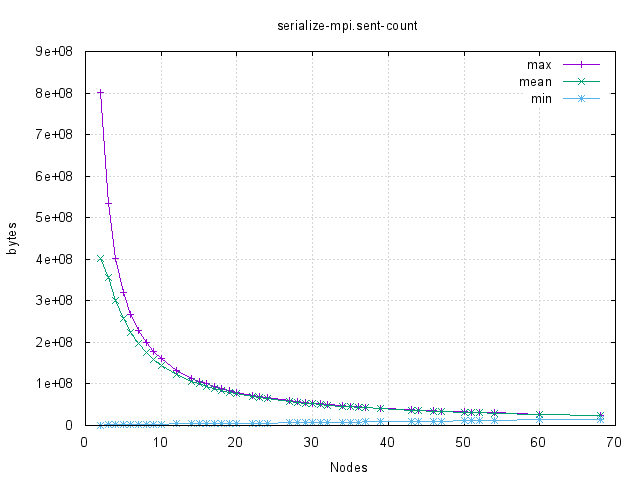 serialize-mpi.sent-count
9e+08
8e+08
7e+08
6e+08
5e+08
4e+08
3e+08
2e+08
1e+08
0
bytes
max
mean
min
0 10 20 30 40 50 60 70
Nodes